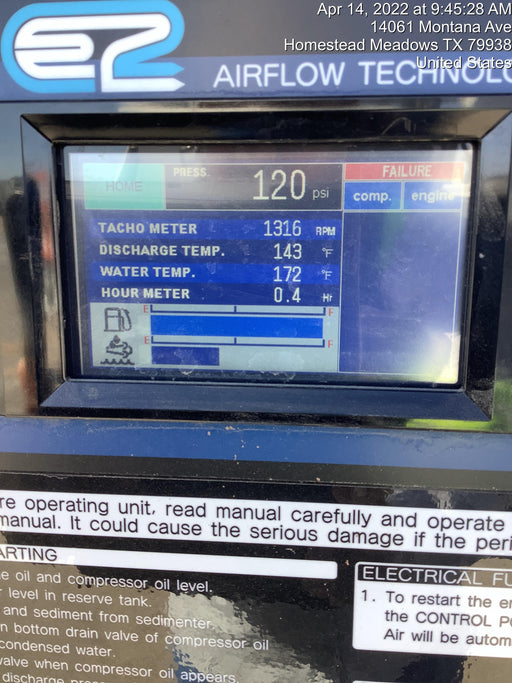 Apr 14, 2022 at 9:45:28 AM
14061 Montana Ave
Homestead Meadows TX 79938
United States
e2
AIRFLOW TECHNOLO
HOME
PRESS.
120 psi
FAILURE
comp. engine
TACHO METER 1316 RPM
DISCHARGE TEMP. 143 °F
WATER TEMP. 172 °F
HOUR METER 0.4 Hr
E F
E F
re operating unit, read manual carefully and operate
manual. It could cause the serious damage if the peri
ARTING
e oil and compressor oil level.
r level in reserve tank.
and sediment from sedimenter.
n bottom drain valve of compressor oil
condensed water.
valve when compressor oil appears.
discharge pres
ELECTRICAL FU
1. To restart the en
the CONTROL P
Air will be autom